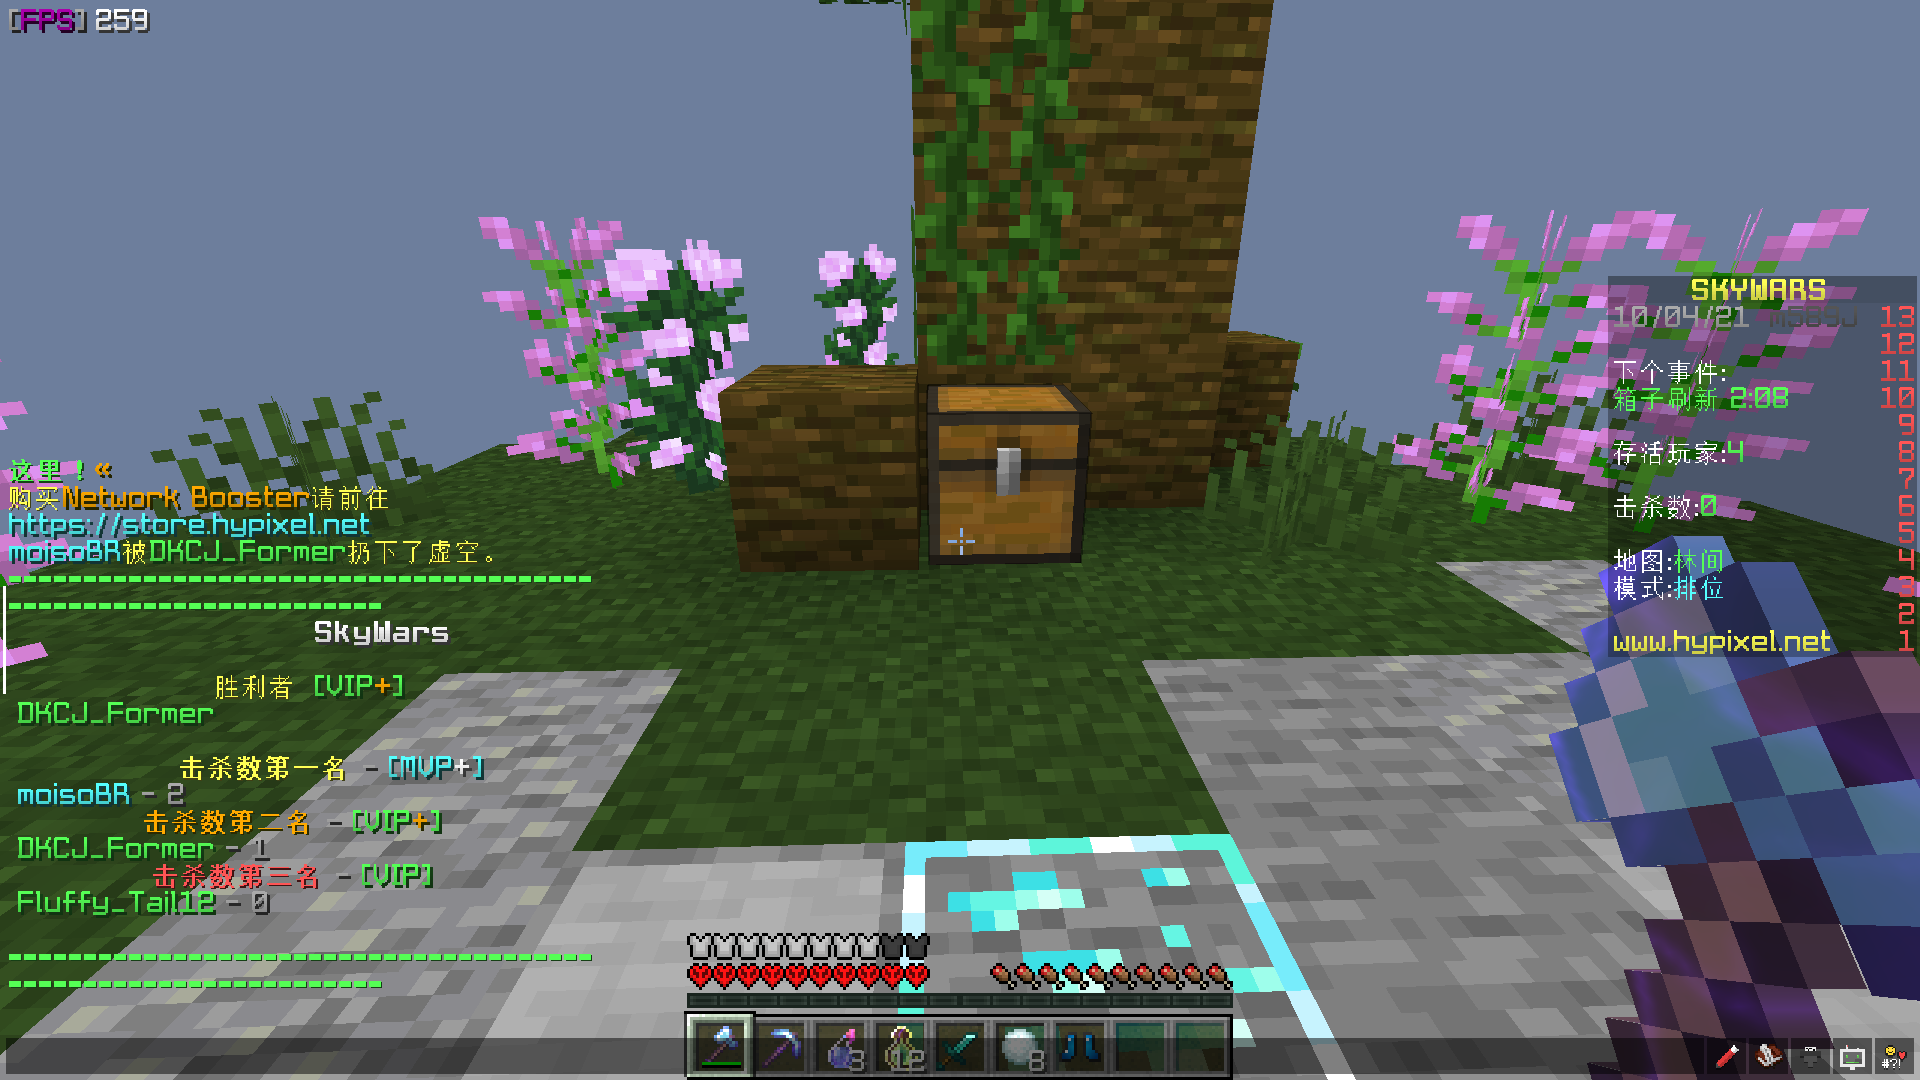 [FPS] 259
这里！«
购买Network Booster请前往
https://store.hypixel.net
moisoBR被DKCJ_Former扔下了虚空。
SkyWars
胜利者 [VIP+]
DKCJ_Former
击杀数第一名 - [MVP+]
moisoBR - 2
击杀数第二名 - [VIP+]
DKCJ_Former - 1
击杀数第三名 - [VIP]
Fluffy_Tail12 - 0
SKYWARS
10/04/21 m589J 13
12
下个事件: 11
箱子刷新 2:08 10
9
存活玩家:4 8
7
击杀数:0 6
5
地图:林间 4
模式:排位 3
2
www.hypixel.net 1
3
12
8
#?!